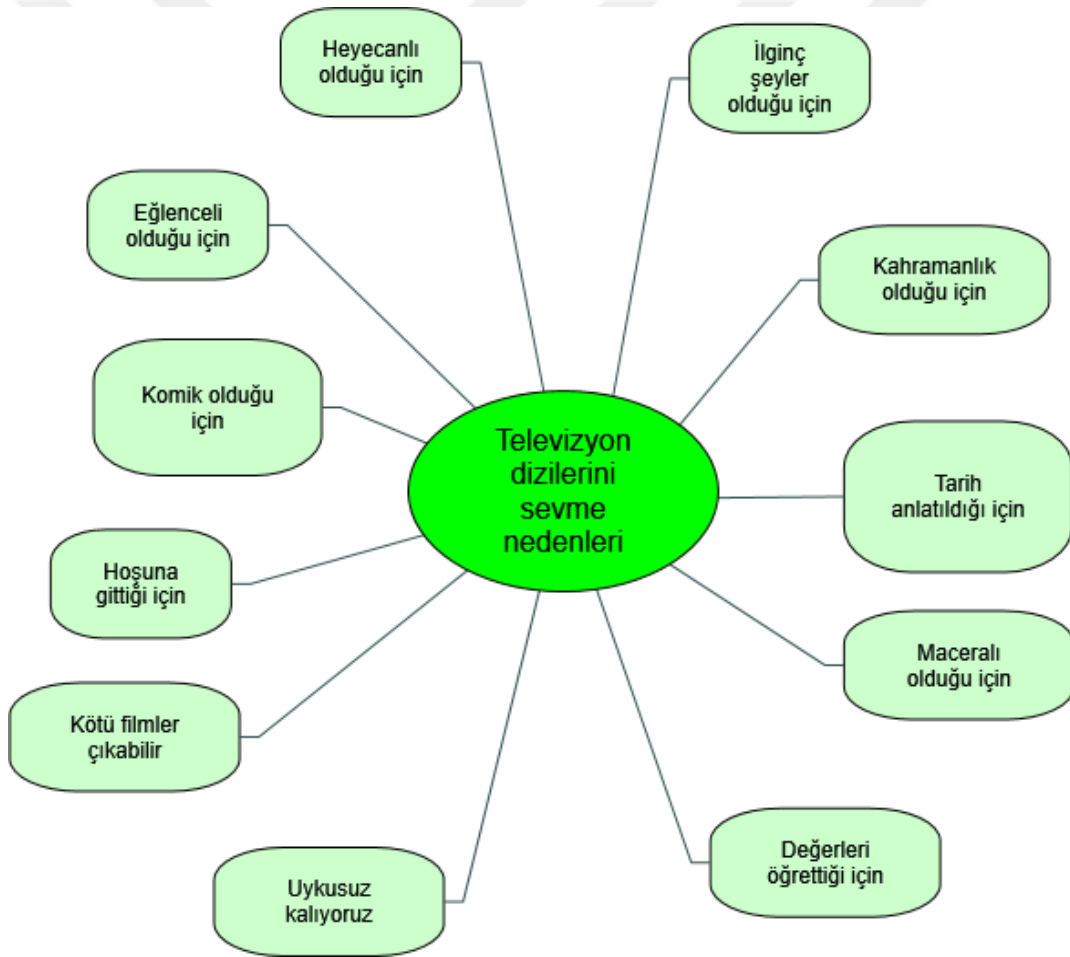 Heyecanlı
olduğu için
İlginç
şeyler
olduğu için
Eğlenceli
olduğu için
Kahramanlık
olduğu için
Komik olduğu
için
Televizyon
dizilerini
sevme
nedenleri
Tarih
anlatıldığı için
Hoşuna
gittiği için
Maceralı
olduğu için
Kötü filmler
çıkabilir
Değerleri
öğrettiği için
Uykusuz
kalıyoruz